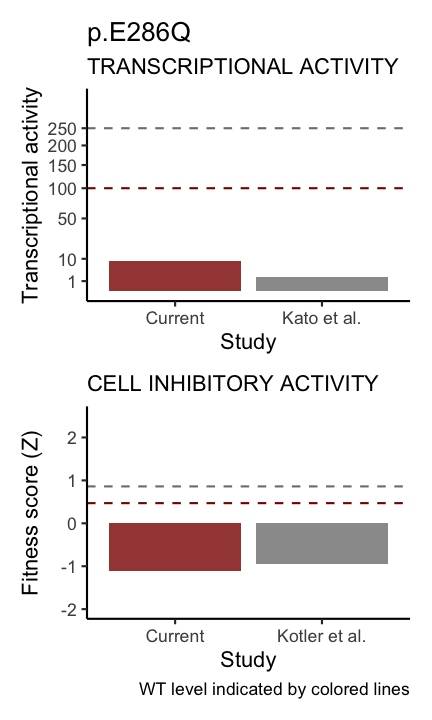 p.E286Q
TRANSCRIPTIONAL ACTIVITY
Transcriptional activity
250
200
150
100
50
10
1
Current
Kato et al.
Study
CELL INHIBITORY ACTIVITY
Fitness score (Z)
2
1
0
-1
-2
Current
Kotler et al.
Study
WT level indicated by colored lines